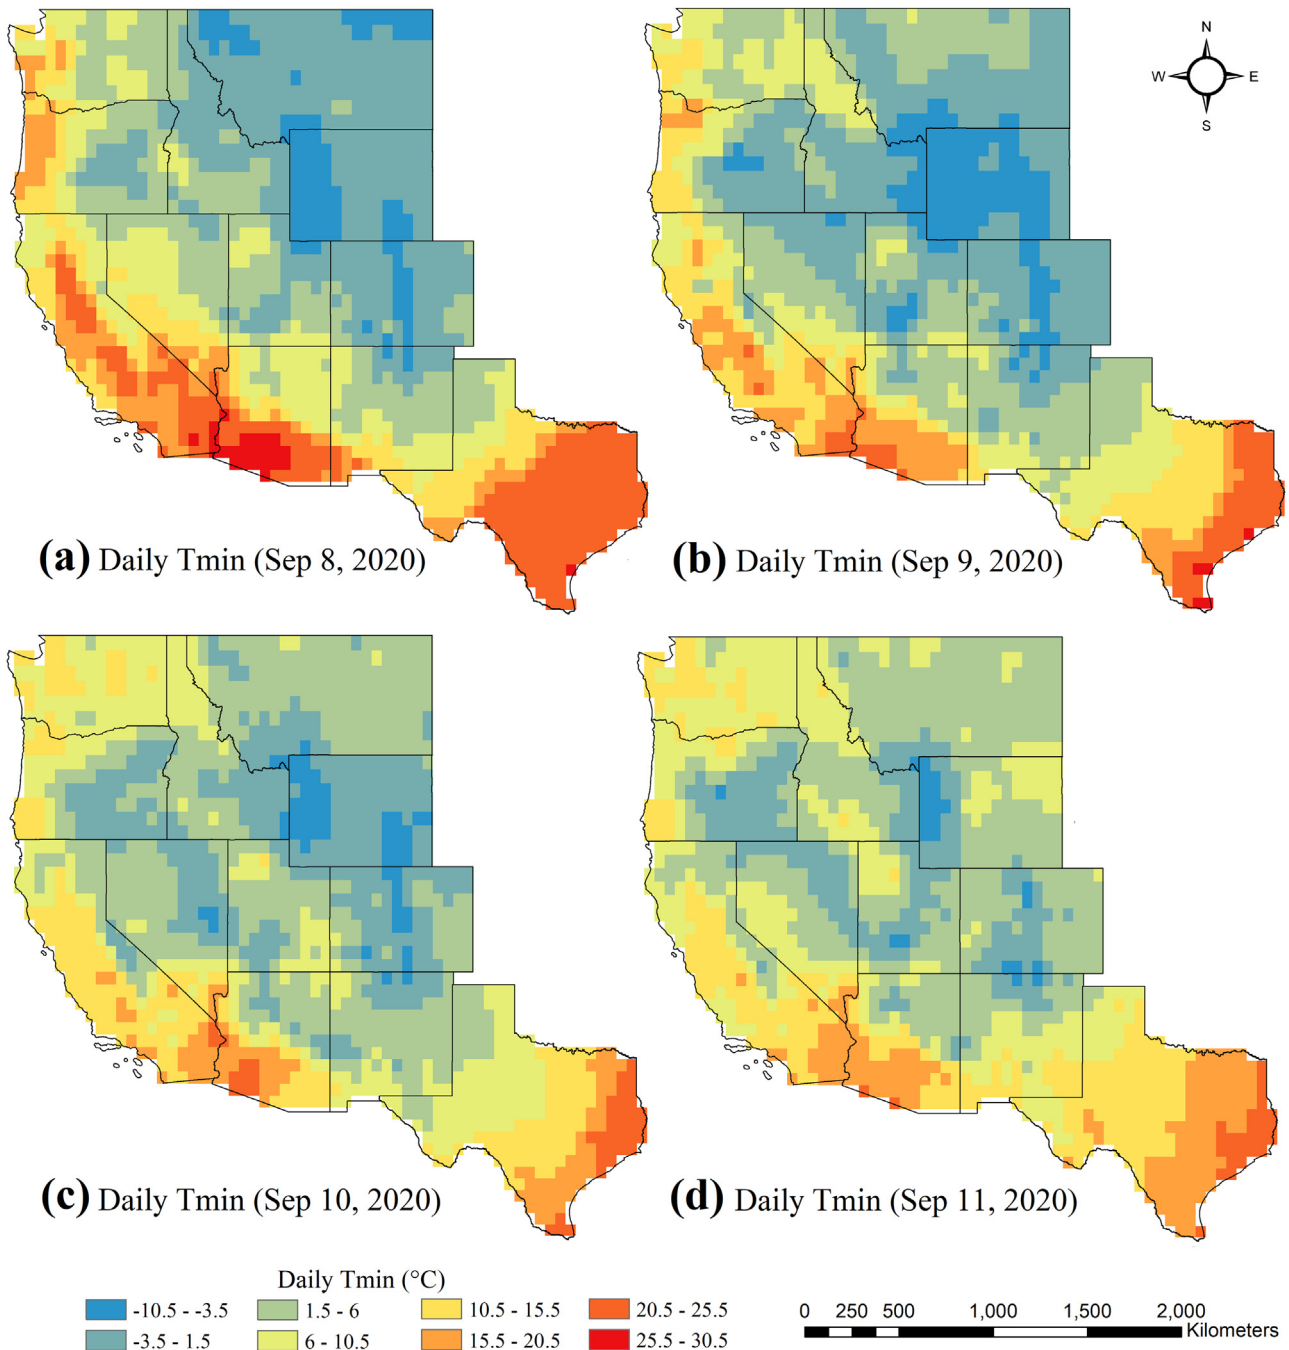 N
W E
S
(a) Daily Tmin (Sep 8, 2020)
(b) Daily Tmin (Sep 9, 2020)
(c) Daily Tmin (Sep 10, 2020)
(d) Daily Tmin (Sep 11, 2020)
Daily Tmin (°C)
-10.5 - -3.5
1.5 - 6
10.5 - 15.5
20.5 - 25.5
-3.5 - 1.5
6 - 10.5
15.5 - 20.5
25.5 - 30.5
0 250 500 1,000 1,500 2,000
Kilometers